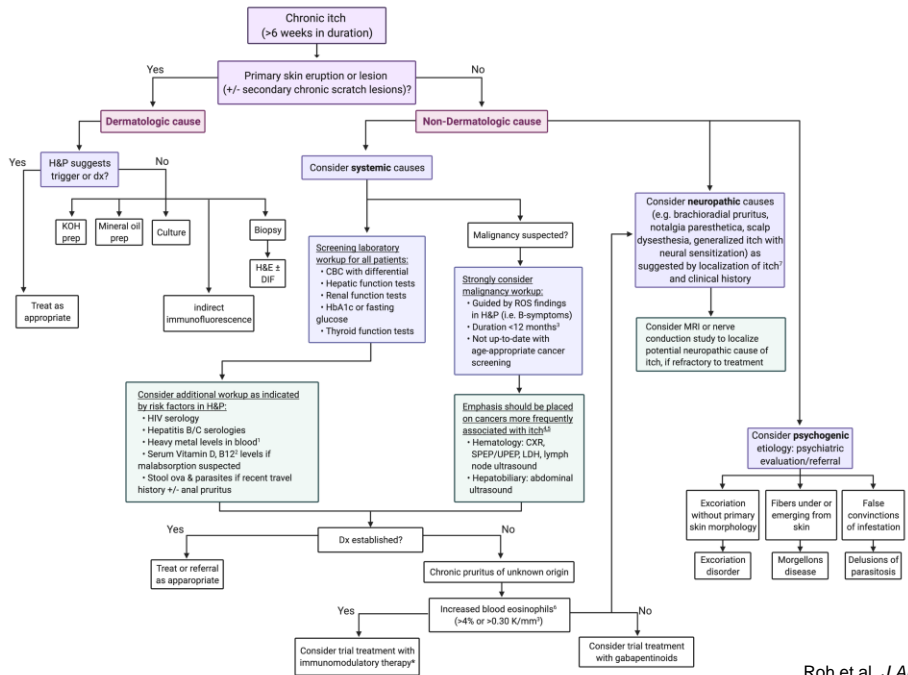 Chronic itch
(>6 weeks in duration)
Yes
No
Primary skin eruption or lesion
(+/- secondary chronic scratch lesions)?
Dermatologic cause
Non-Dermatologic cause
Yes
No
H&P suggests
trigger or dx?
KOH
prep
Mineral oil
prep
Culture
Biopsy
H&E ±
DIF
Treat as
appropriate
indirect
immunofluorescence
Consider systemic causes
Screening laboratory
workup for all patients:
• CBC with differential
• Hepatic function tests
• Renal function tests
• HbA1c or fasting
glucose
• Thyroid function tests
Malignancy suspected?
Strongly consider
malignancy workup:
• Guided by ROS findings
in H&P (i.e. B-symptoms)
• Duration <12 months³
• Not up-to-date with
age-appropriate cancer
screening
Consider additional workup as indicated
by risk factors in H&P:
• HIV serology
• Hepatitis B/C serologies
• Heavy metal levels in blood¹
• Serum Vitamin D, B12² levels if
malabsorption suspected
• Stool ova & parasites if recent travel
history +/- anal pruritus
Emphasis should be placed
on cancers more frequently
associated with itch⁴,⁵
• Hematology: CXR,
SPEP/UPEP, LDH, lymph
node ultrasound
• Hepatobiliary: abdominal
ultrasound
Yes
No
Dx established?
Treat or referral
as apparopriate
Chronic pruritus of unknown origin
Yes
No
Increased blood eosinophils⁶
(>4% or >0.30 K/mm³)
Consider trial treatment with
immunomodulatory therapy*
Consider trial treatment
with gabapentinoids
Consider neuropathic causes
(e.g. brachioradial pruritus,
notalgia paresthetica, scalp
dysesthesia, generalized itch with
neural sensitization) as
suggested by localization of itch⁷
and clinical history
Consider MRI or nerve
conduction study to localize
potential neuropathic cause of
itch, if refractory to treatment
Consider psychogenic
etiology: psychiatric
evaluation/referral
Excoriation
without primary
skin morphology
Fibers under or
emerging from
skin
False
convictions
of infestation
Excoriation
disorder
Morgellons
disease
Delusions of
parasitosis
Roh et al. J A